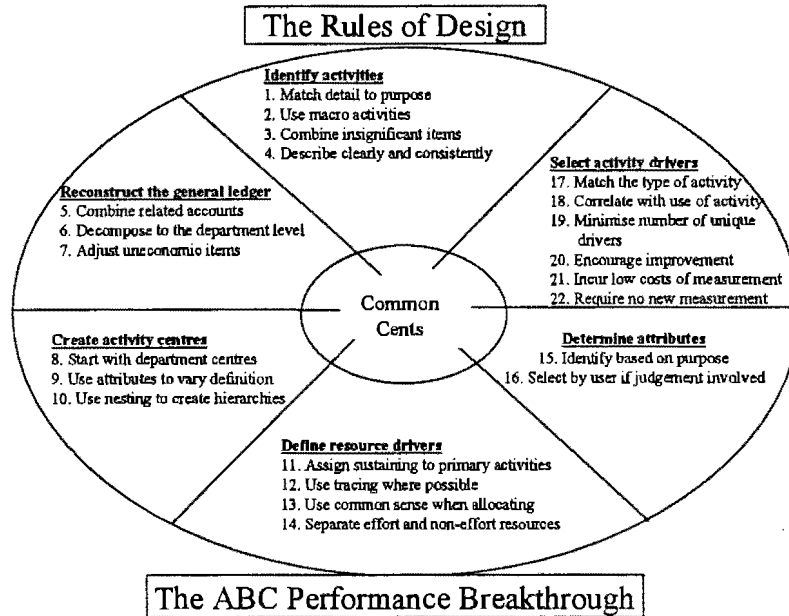 The Rules of Design
Identify activities
1. Match detail to purpose
2. Use macro activities
3. Combine insignificant items
4. Describe clearly and consistently
Reconstruct the general ledger
5. Combine related accounts
6. Decompose to the department level
7. Adjust uneconomic items
Create activity centres
8. Start with department centres
9. Use attributes to vary definition
10. Use nesting to create hierarchies
Define resource drivers
11. Assign sustaining to primary activities
12. Use tracing where possible
13. Use common sense when allocating
14. Separate effort and non-effort resources
Determine attributes
15. Identify based on purpose
16. Select by user if judgement involved
Select activity drivers
17. Match the type of activity
18. Correlate with use of activity
19. Minimise number of unique
drivers
20. Encourage improvement
21. Incur low costs of measurement
22. Require no new measurement
Common
Cents
The ABC Performance Breakthrough